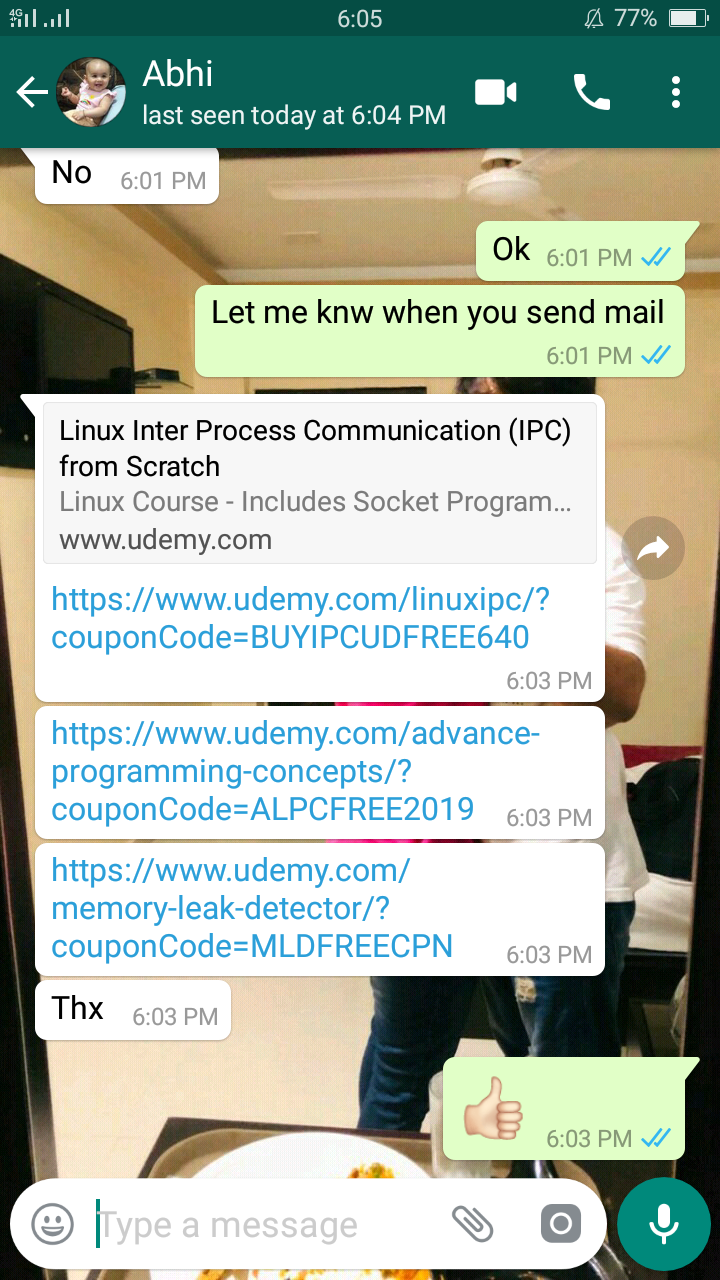 4G 6:05 77%
Abhi
last seen today at 6:04 PM
No 6:01 PM
Ok 6:01 PM
Let me knw when you send mail
6:01 PM
Linux Inter Process Communication (IPC)
from Scratch
Linux Course - Includes Socket Program...
www.udemy.com
https://www.udemy.com/linuxipc/?
couponCode=BUYIPCUDFREE640
6:03 PM
https://www.udemy.com/advance-
programming-concepts/?
couponCode=ALPCFREE2019 6:03 PM
https://www.udemy.com/
memory-leak-detector/?
couponCode=MLDFREECPN 6:03 PM
Thx 6:03 PM
6:03 PM
Type a message